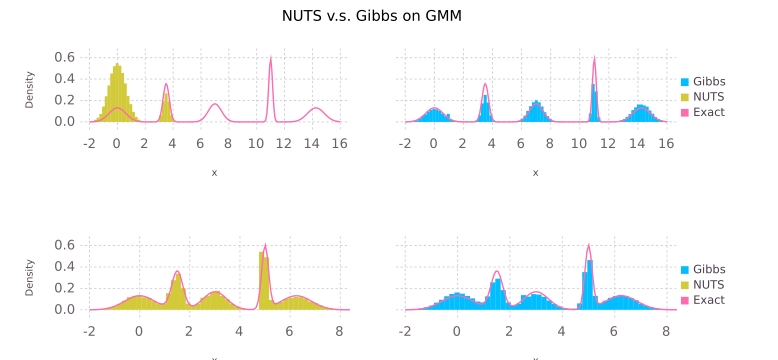 NUTS v.s. Gibbs on GMM
Density
0.6
0.4
0.2
0.0
-2 0 2 4 6 8 10 12 14 16
x
-2 0 2 4 6 8 10 12 14 16
x
Gibbs
NUTS
Exact
Density
0.6
0.4
0.2
0.0
-2 0 2 4 6 8
-2 0 2 4 6 8
Gibbs
NUTS
Exact